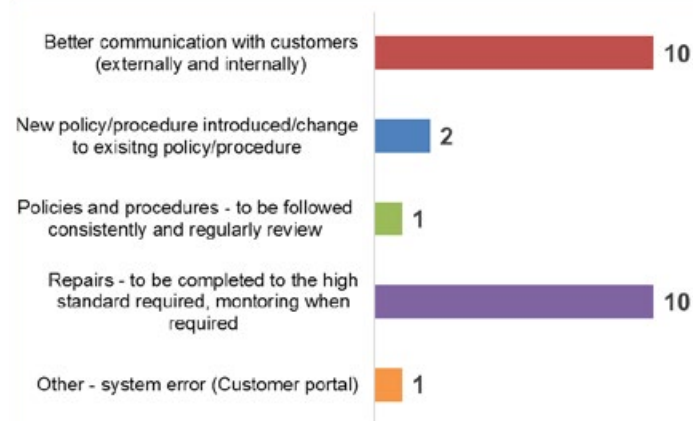 Better communication with customers
(externally and internally)
10
New policy/procedure introduced/change
to exisitng policy/procedure
2
Policies and procedures - to be followed
consistently and regularly review
1
Repairs - to be completed to the high
standard required, montoring when
required
10
Other - system error (Customer portal)
1